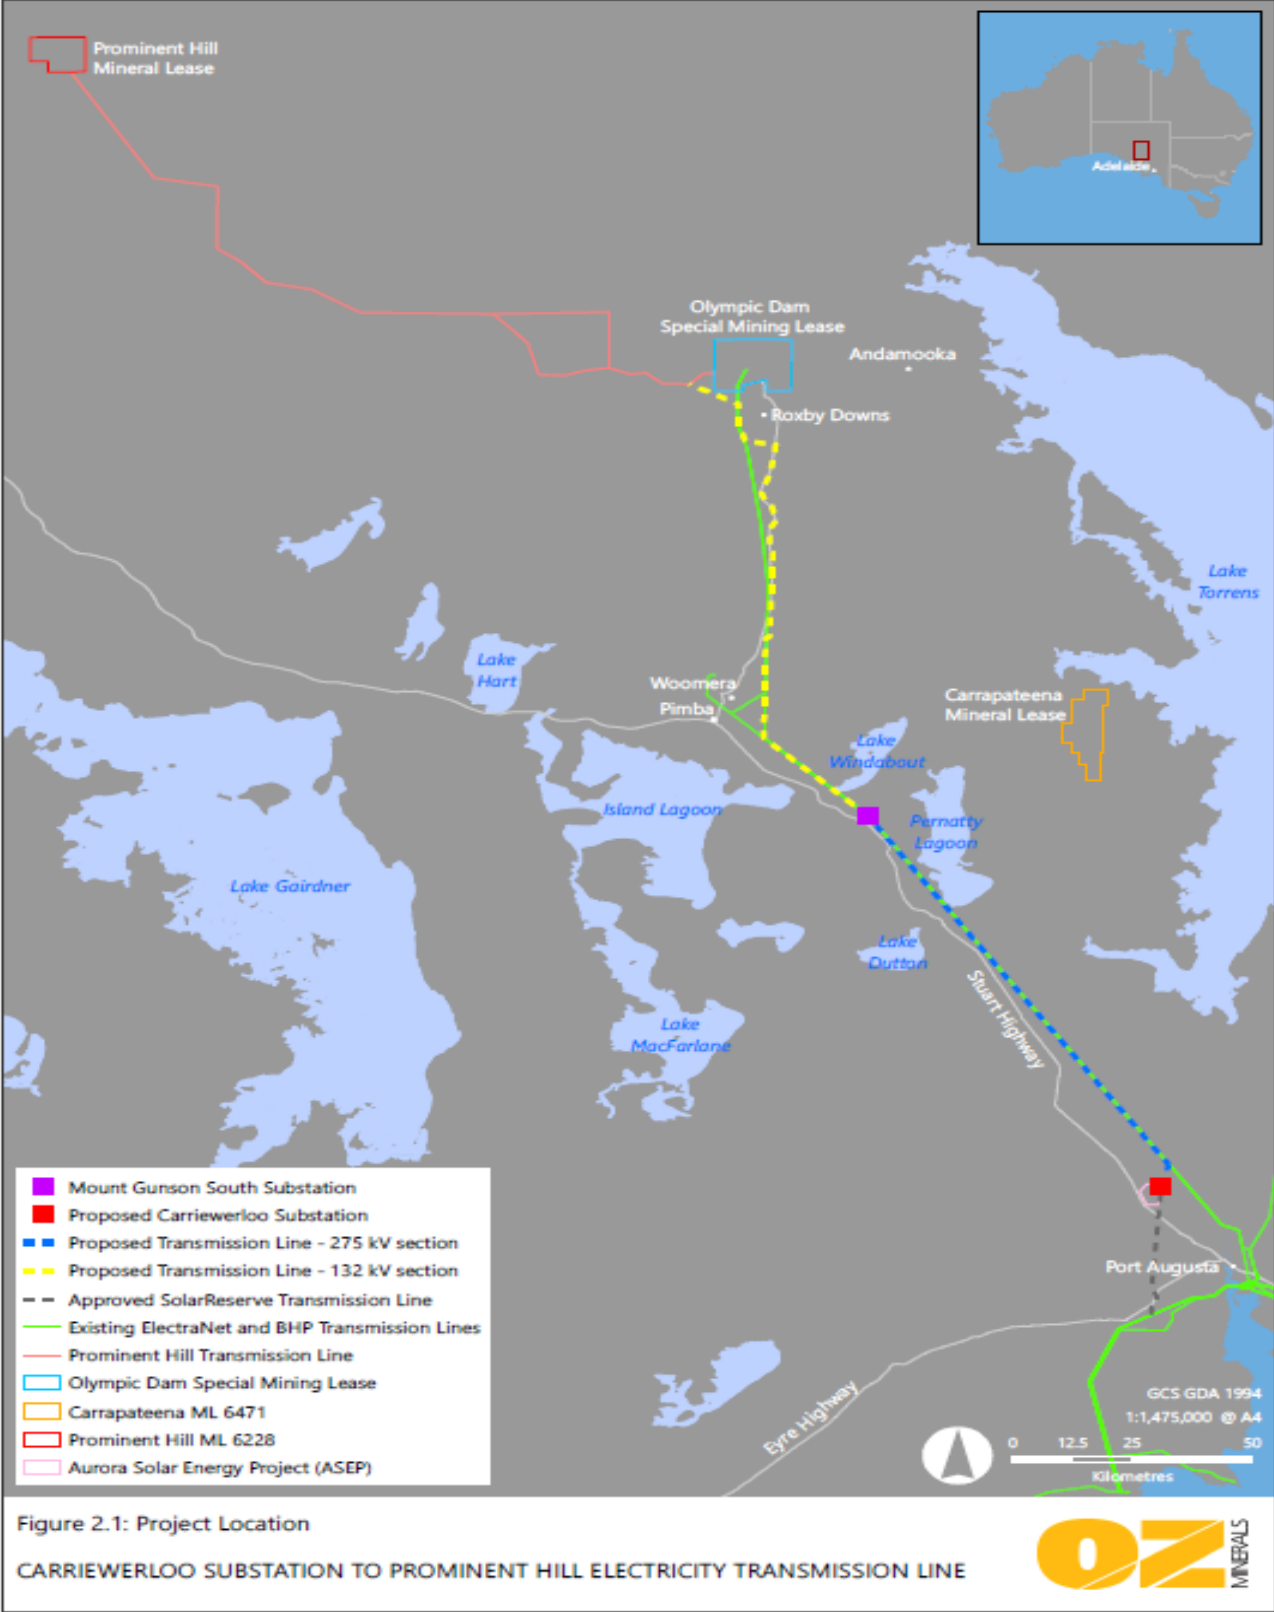 Prominent Hill
Mineral Lease
Adelaide
Olympic Dam
Special Mining Lease
Andamooka
Roxby Downs
Lake
Torrens
Lake
Hart
Woomera
Pimba
Carrapateena
Mineral Lease
Lake
Windabout
Island Lagoon
Pernatty
Lagoon
Lake Gairdner
Lake
Dutton
Stuart Highway
Lake
MacFarlane
Mount Gunson South Substation
Proposed Carriewerloo Substation
Proposed Transmission Line - 275 kV section
Proposed Transmission Line - 132 kV section
Approved SolarReserve Transmission Line
Existing ElectraNet and BHP Transmission Lines
Prominent Hill Transmission Line
Olympic Dam Special Mining Lease
Carrapateena ML 6471
Prominent Hill ML 6228
Aurora Solar Energy Project (ASEP)
Port Augusta
Eyre Highway
GCS GDA 1994
1:1,475,000 @ A4
0 12.5 25 50
Kilometres
Figure 2.1: Project Location
CARRIEWERLOO SUBSTATION TO PROMINENT HILL ELECTRICITY TRANSMISSION LINE
OZ
MINERALS